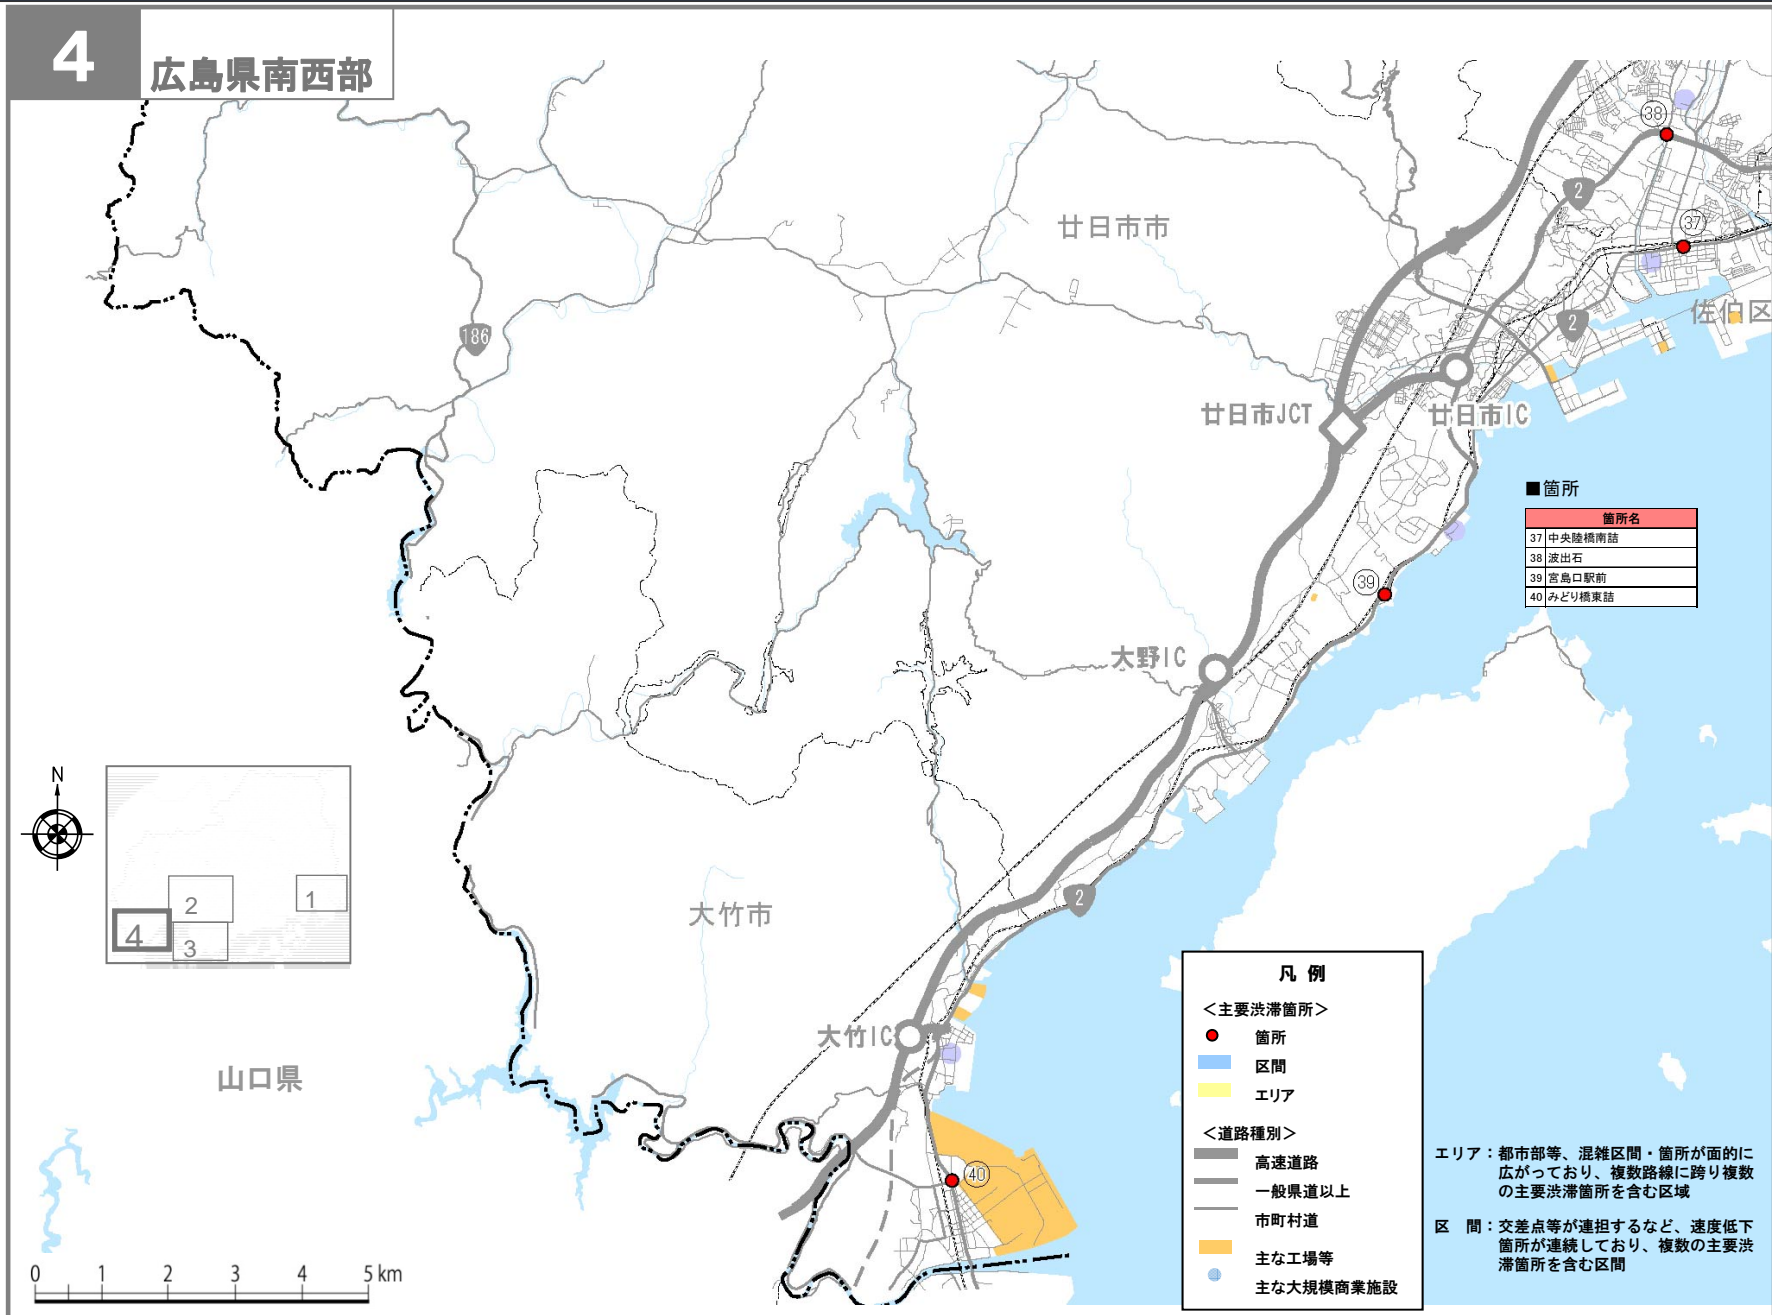 4
広島県南西部
38
2
37
廿日市市
佐伯区
2
186
廿日市JCT
廿日市IC
■箇所
箇所名
37 中央陸橋南詰
38 波出石
39 宮島口駅前
40 みどり橋東詰
39
大野IC
N
2
1
4
3
大竹市
2
大竹IC
山口県
40
凡 例
＜主要渋滞箇所＞
箇所
区間
エリア
＜道路種別＞
高速道路
一般県道以上
市町村道
主な工場等
主な大規模商業施設
エリア：都市部等、混雑区間・箇所が面的に
広がっており、複数路線に跨り複数
の主要渋滞箇所を含む区域
区　間：交差点等が連担するなど、速度低下
箇所が連続しており、複数の主要渋
滞箇所を含む区間
0 1 2 3 4 5 km